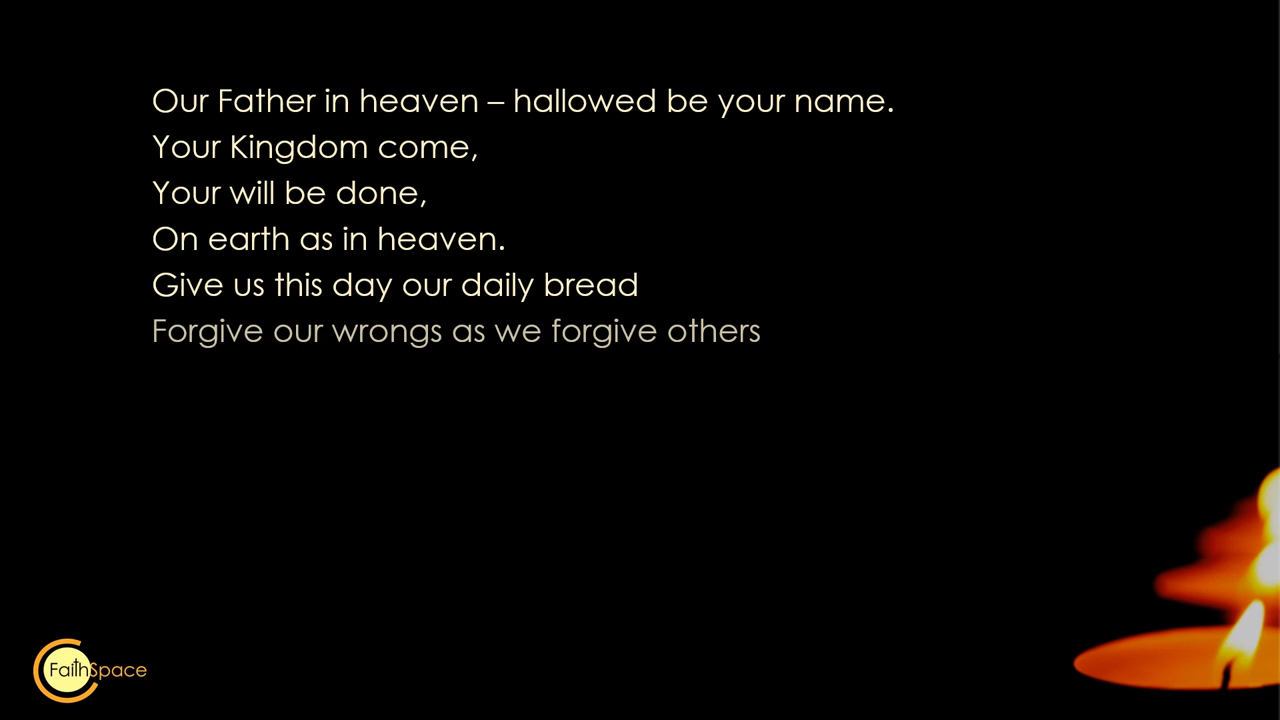 Our Father in heaven – hallowed be your name.
Your Kingdom come,
Your will be done,
On earth as in heaven.
Give us this day our daily bread
Forgive our wrongs as we forgive others
FaithSpace